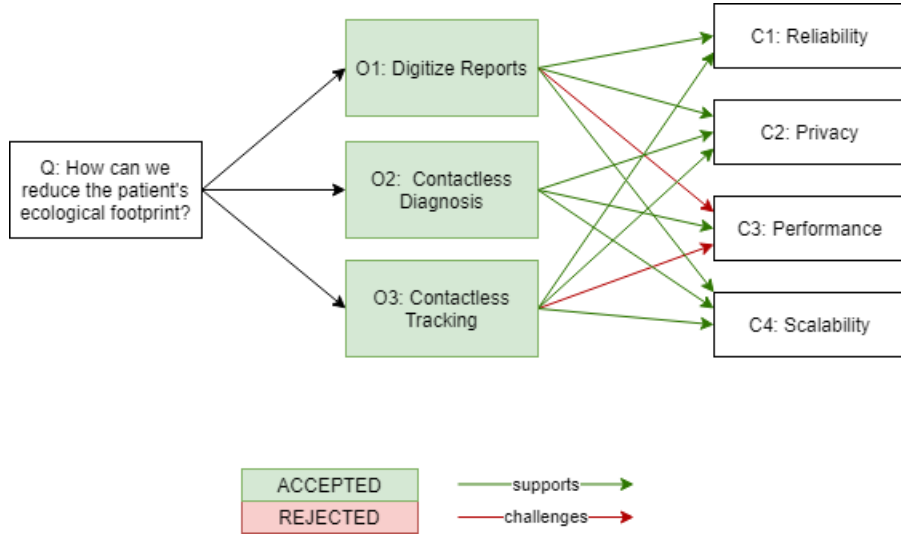 Q: How can we
reduce the patient's
ecological footprint?
O1: Digitize Reports
O2: Contactless
Diagnosis
O3: Contactless
Tracking
C1: Reliability
C2: Privacy
C3: Performance
C4: Scalability
ACCEPTED
REJECTED
supports
challenges